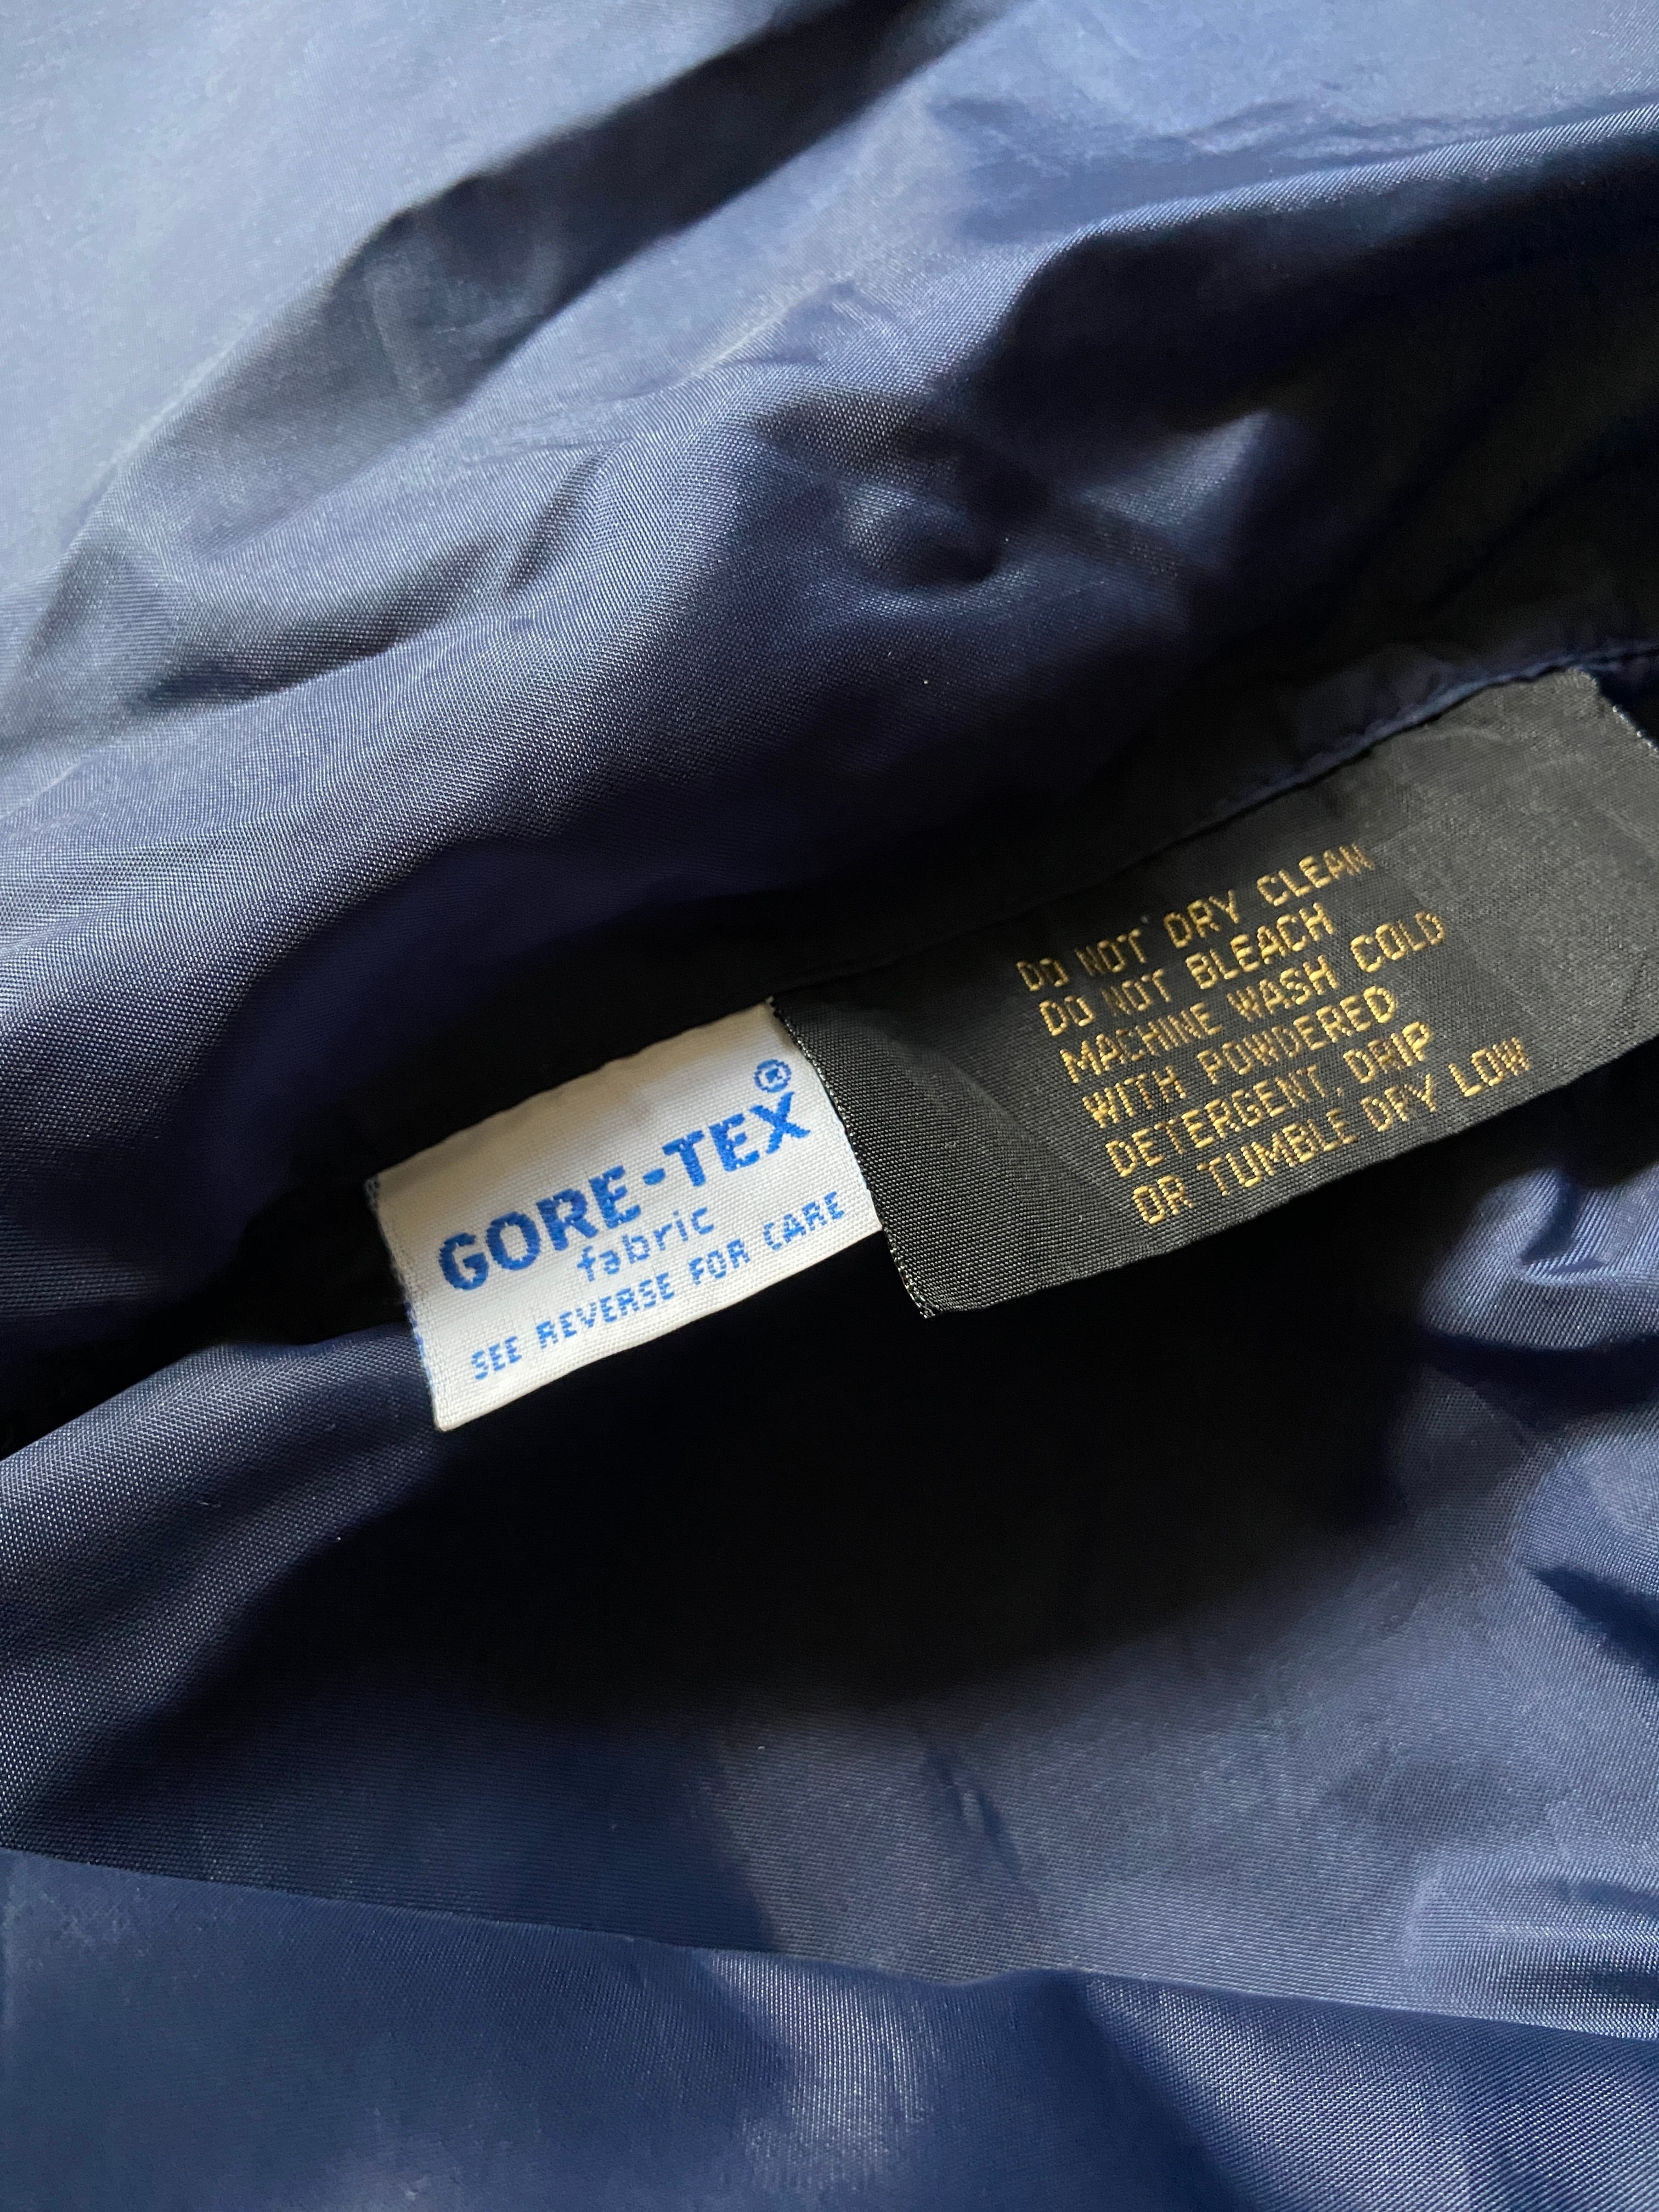 GORE-TEX®
fabric
SEE REVERSE FOR CARE
DO NOT DRY CLEAN
DO NOT BLEACH
MACHINE WASH COLD
WITH POWDERED
DETERGENT, DRIP
OR TUMBLE DRY LOW